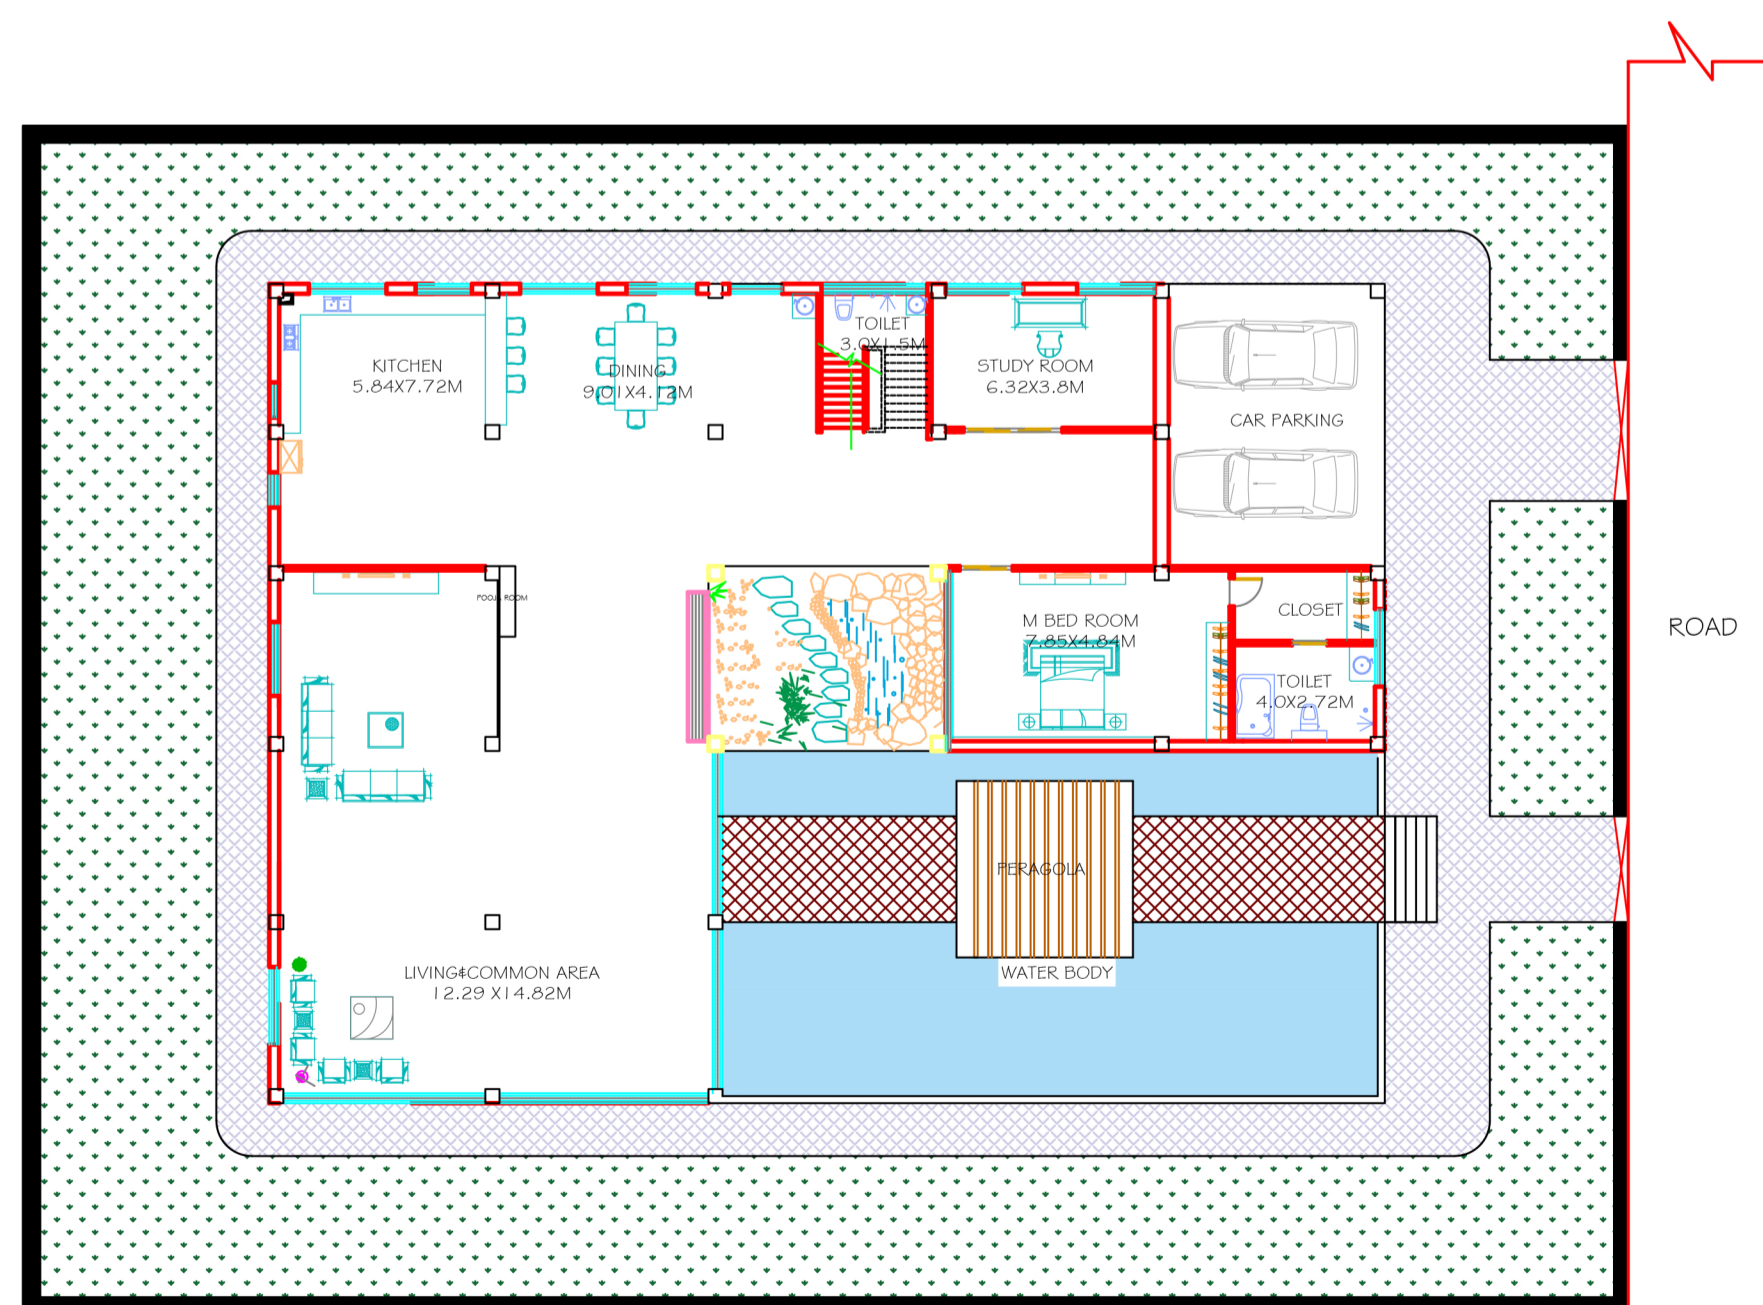 TOILET
3.0X1.5M
KITCHEN
5.84X7.72M
DINING
9.01X4.12M
STUDY ROOM
6.32X3.8M
CAR PARKING
POOJA ROOM
M BED ROOM
7.85X4.84M
CLOSET
ROAD
TOILET
4.0X2.72M
PERAGOLA
LIVING&COMMON AREA
12.29 X14.82M
WATER BODY